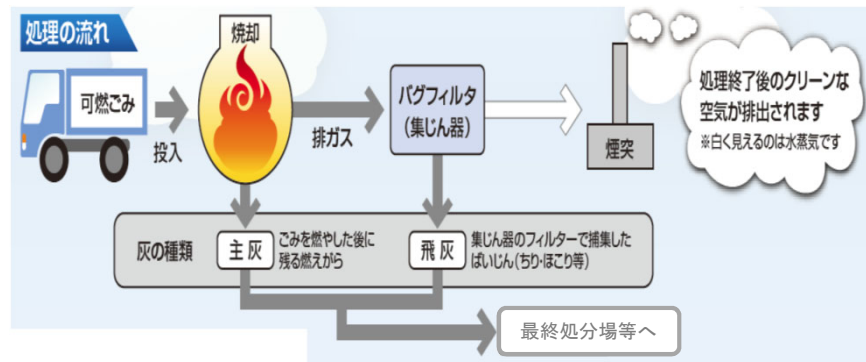 処理の流れ
可燃ごみ
投入
焼却
排ガス
バグフィルタ
(集じん器)
煙突
処理終了後のクリーンな
空気が排出されます
※白く見えるのは水蒸気です
灰の種類
主灰
ごみを燃やした後に
残る燃えがら
飛灰
集じん器のフィルターで捕集した
ばいじん(ちり・ほこり等)
最終処分場等へ